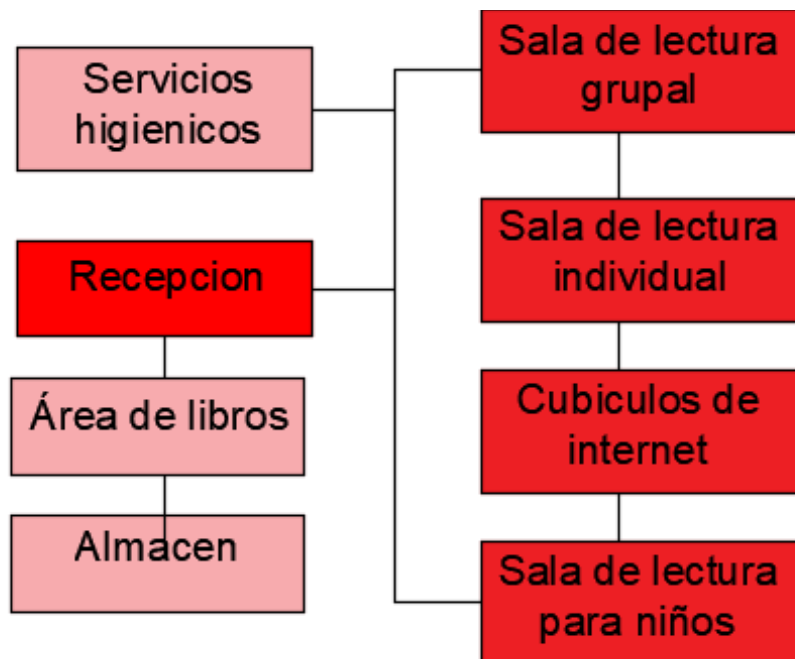 Servicios
higienicos
Recepcion
Área de libros
Almacen
Sala de lectura
grupal
Sala de lectura
individual
Cubiculos de
internet
Sala de lectura
para niños